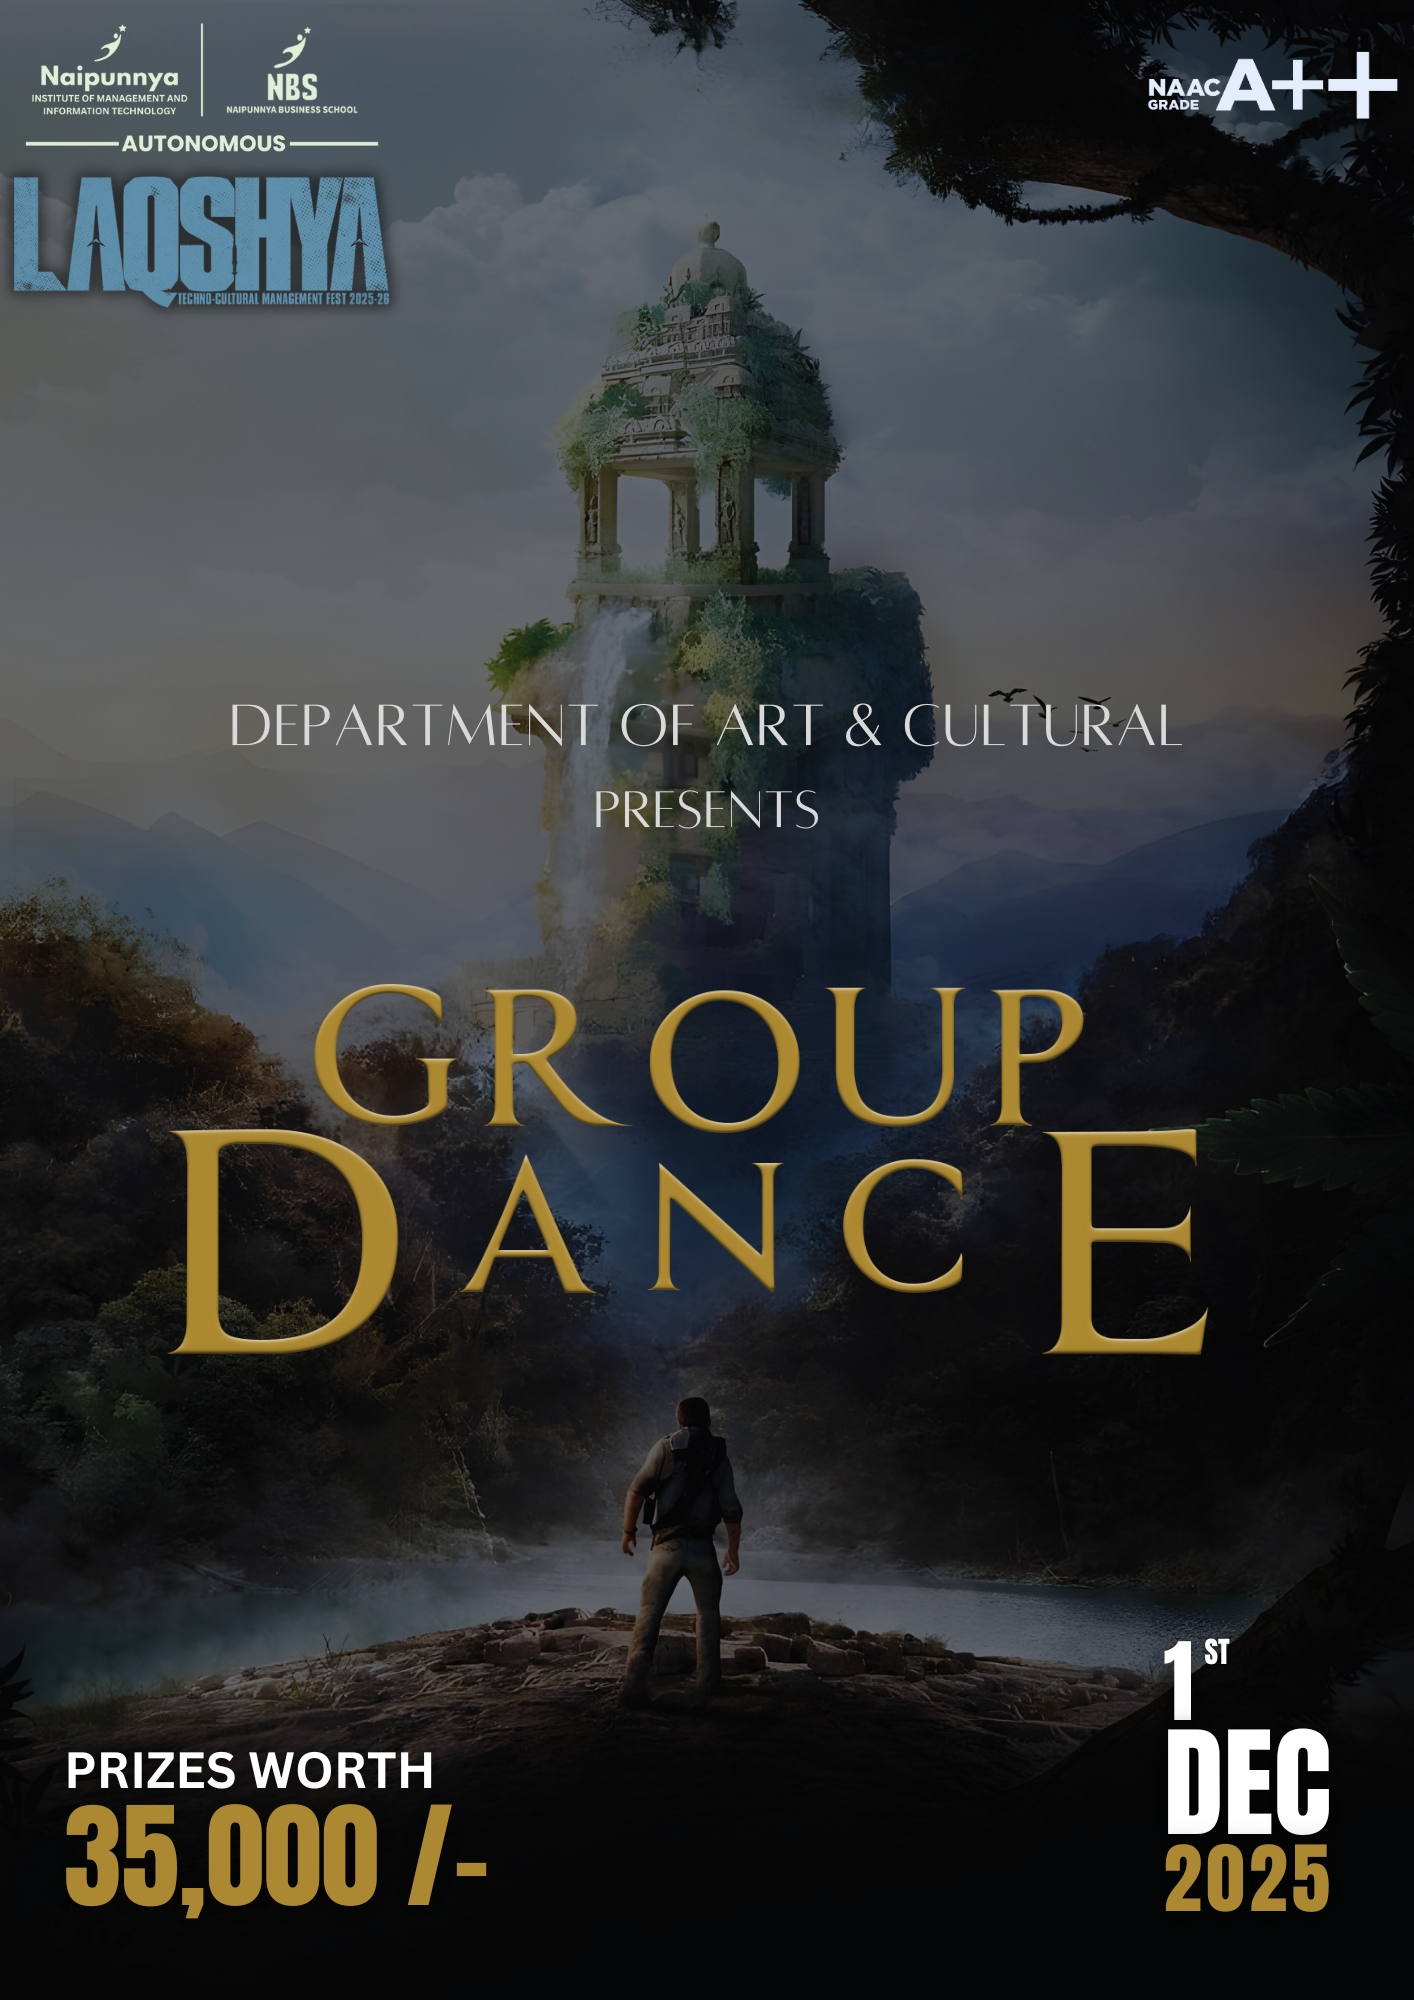 Naipunnya
INSTITUTE OF MANAGEMENT AND
INFORMATION TECHNOLOGY
NBS
NAIPUNNYA BUSINESS SCHOOL
AUTONOMOUS
NAAC
GRADE
A++
LAQSHYA
TECHNO-CULTURAL MANAGEMENT FEST 2025-26
DEPARTMENT OF ART & CULTURAL
PRESENTS
GROUP
DANCE
PRIZES WORTH
35,000 /-
1ST
DEC
2025